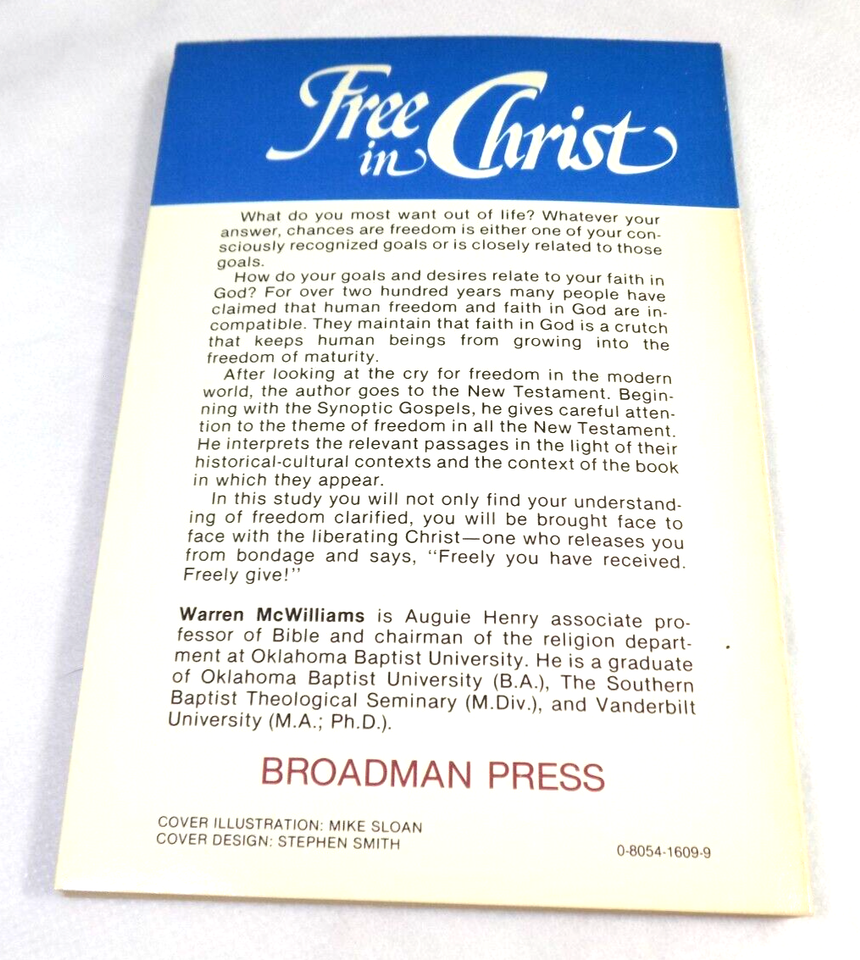 Free
in Christ
What do you most want out of life? Whatever your
answer, chances are freedom is either one of your con-
sciously recognized goals or is closely related to those
goals.
How do your goals and desires relate to your faith in
God? For over two hundred years many people have
claimed that human freedom and faith in God are in-
compatible. They maintain that faith in God is a crutch
that keeps human beings from growing into the
freedom of maturity.
After looking at the cry for freedom in the modern
world, the author goes to the New Testament. Begin-
ning with the Synoptic Gospels, he gives careful atten-
tion to the theme of freedom in all the New Testament.
He interprets the relevant passages in the light of their
historical-cultural contexts and the context of the book
in which they appear.
In this study you will not only find your understand-
ing of freedom clarified, you will be brought face to
face with the liberating Christ—one who releases you
from bondage and says, "Freely you have received.
Freely give!"
Warren McWilliams is Auguie Henry associate pro-
fessor of Bible and chairman of the religion depart-
ment at Oklahoma Baptist University. He is a graduate
of Oklahoma Baptist University (B.A.), The Southern
Baptist Theological Seminary (M.Div.), and Vanderbilt
University (M.A.; Ph.D.).
BROADMAN PRESS
COVER ILLUSTRATION: MIKE SLOAN
COVER DESIGN: STEPHEN SMITH
0-8054-1609-9